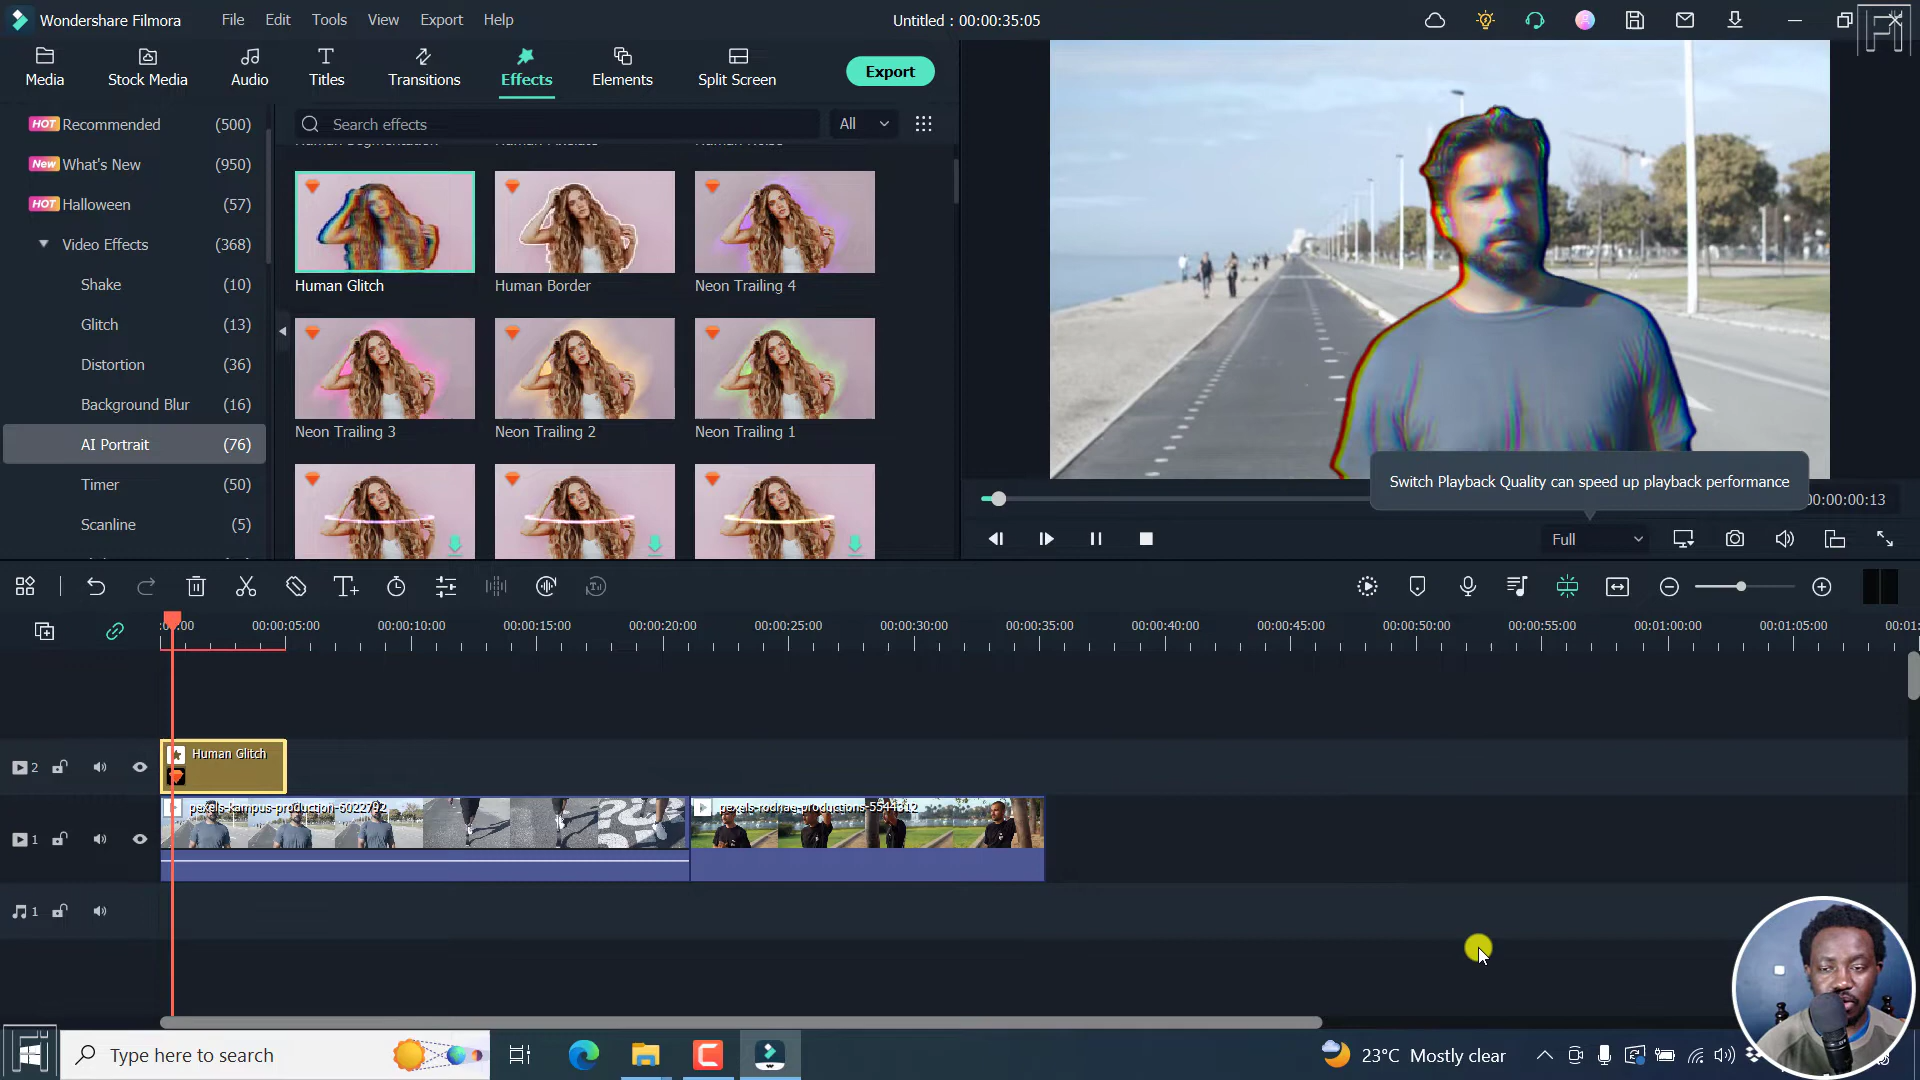 Wondershare Filmora
File Edit Tools View Export Help
Untitled : 00:00:35:05
Media
Stock Media
Audio
Titles
Transitions
Effects
Elements
Split Screen
Export
HOT Recommended (500)
New What's New (950)
HOT Halloween (57)
Video Effects (368)
Shake (10)
Glitch (13)
Distortion (36)
Background Blur (16)
AI Portrait (76)
Timer (50)
Scanline (5)
Search effects
All
Human Glitch
Human Border
Neon Trailing 4
Neon Trailing 3
Neon Trailing 2
Neon Trailing 1
Switch Playback Quality can speed up playback performance
00:00:00:13
Full
00:00:05:00 00:00:10:00 00:00:15:00 00:00:20:00 00:00:25:00 00:00:30:00 00:00:35:00 00:00:40:00 00:00:45:00 00:00:50:00 00:00:55:00 00:01:00:00 00:01:05:00
2
Human Glitch
1
pexels-kampus-production-6022792
pexels-rodnae-productions-5544312
1
Type here to search
23°C Mostly clear